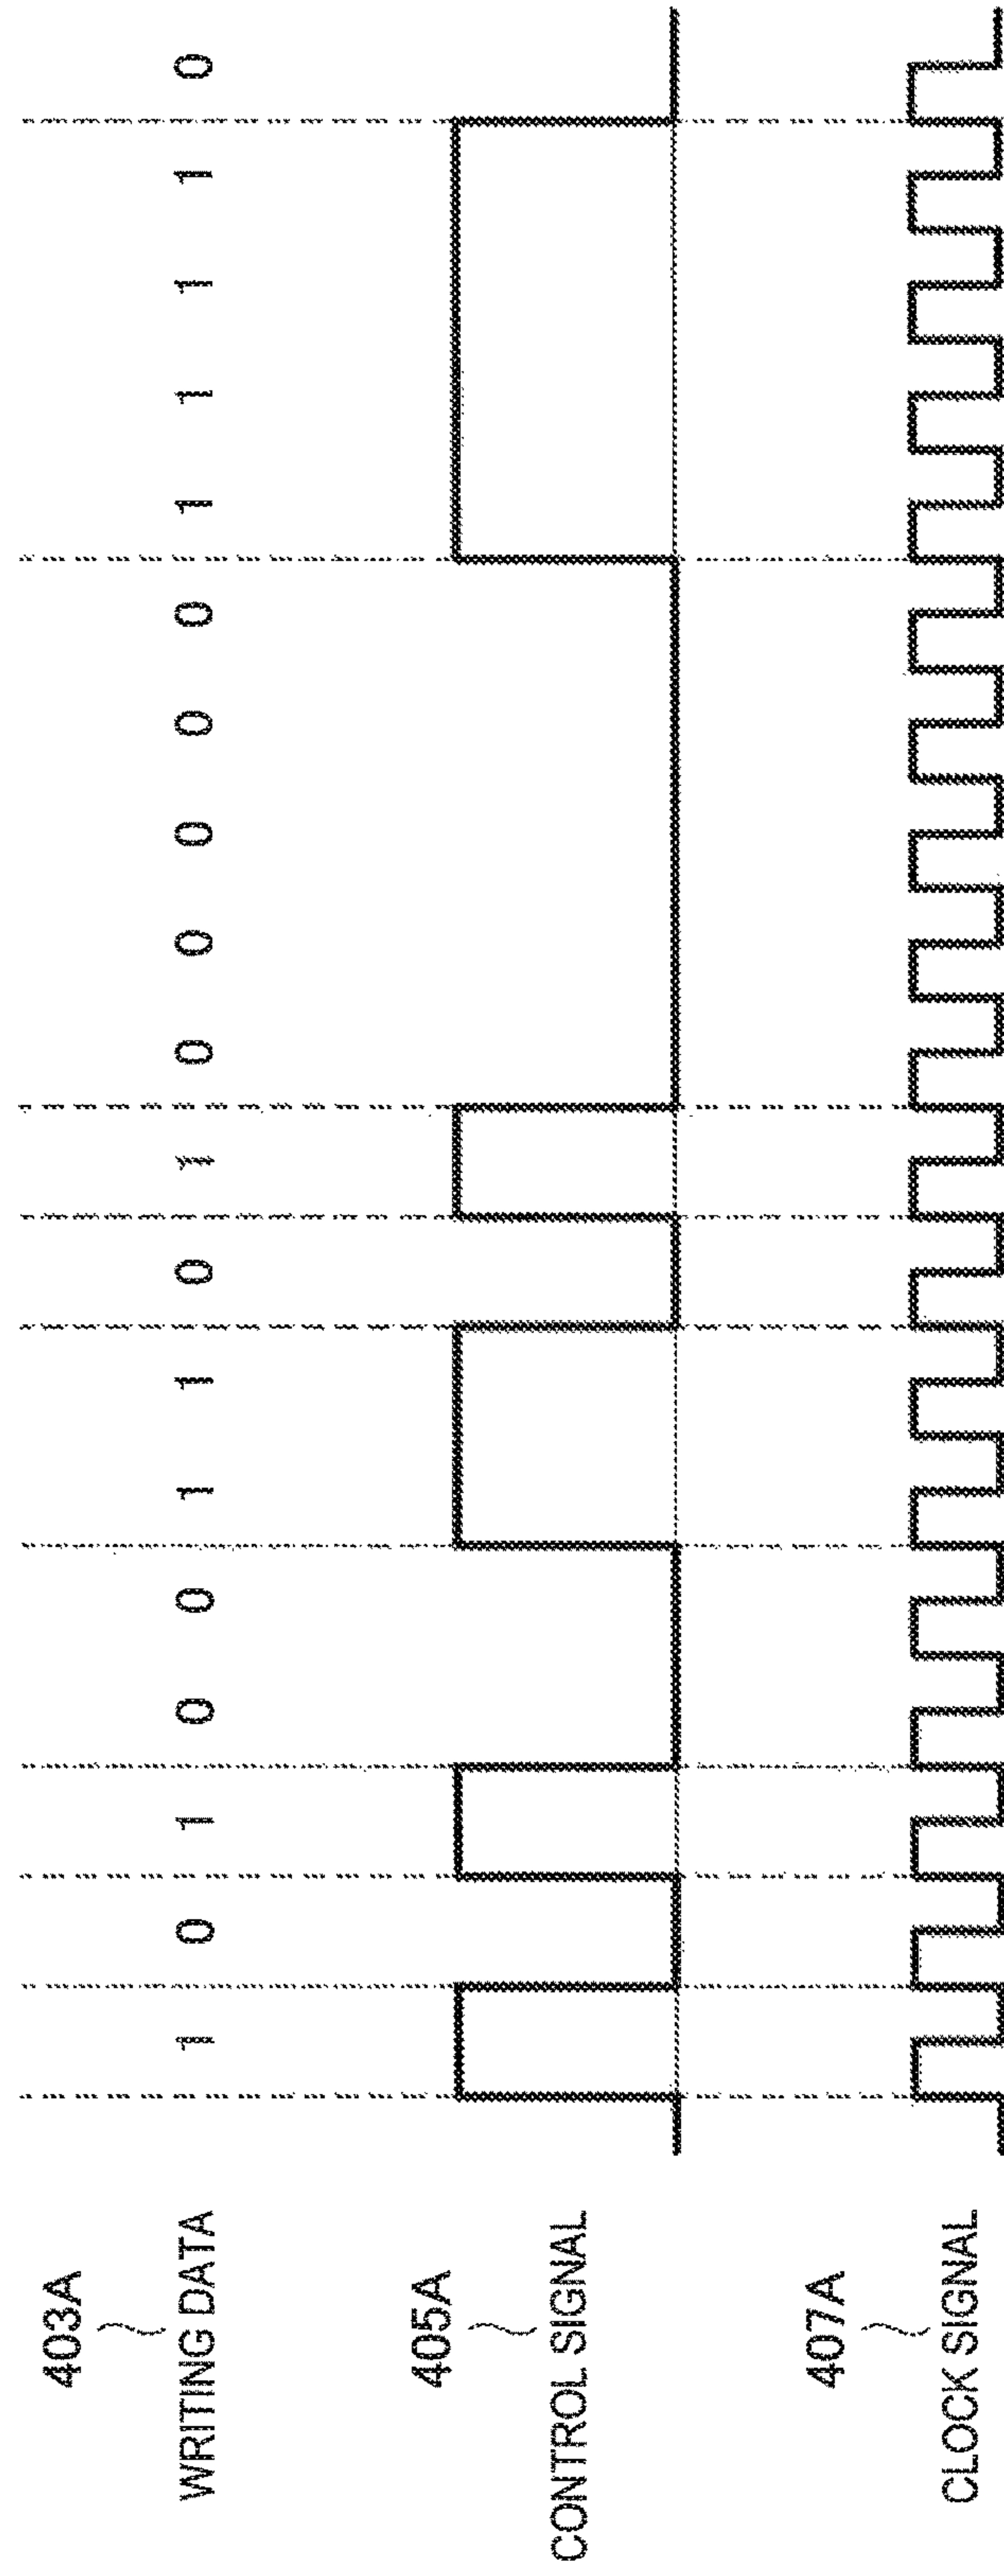 403A
WRITING DATA 1 0 1 0 0 1 1 0 1 0 0 0 0 0 1 1 1 1 0
405A
CONTROL SIGNAL
407A
CLOCK SIGNAL